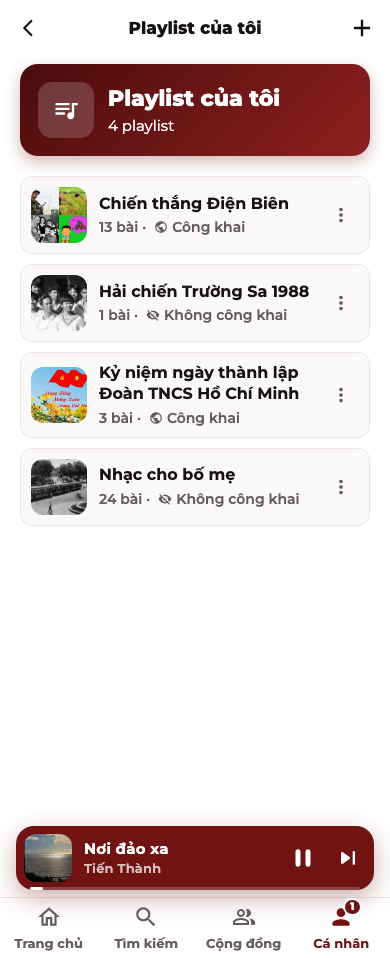 Playlist của tôi
Playlist của tôi
4 playlist
Chiến thắng Điện Biên
13 bài · Công khai
Hải chiến Trường Sa 1988
1 bài · Không công khai
Kỷ niệm ngày thành lập
Đoàn TNCS Hồ Chí Minh
3 bài · Công khai
Nhạc cho bố mẹ
24 bài · Không công khai
Nơi đảo xa
Tiến Thành
1
Trang chủ
Tìm kiếm
Cộng đồng
Cá nhân